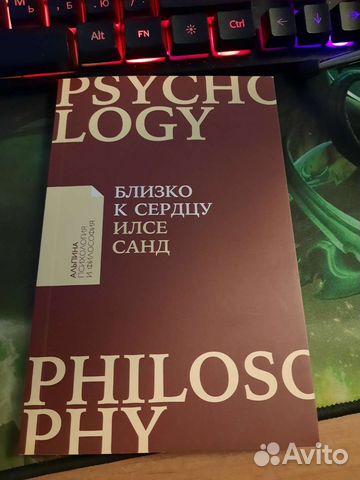 М
Б
Ю
Alt
FN
Ctrl
PSYCHO
LOGY
БЛИЗКО
К СЕРДЦУ
ИЛСЕ
САНД
АЛЬПИНА
ПСИХОЛОГИЯ
И ФИЛОСОФИЯ
PHILOSO
PHY
Avito